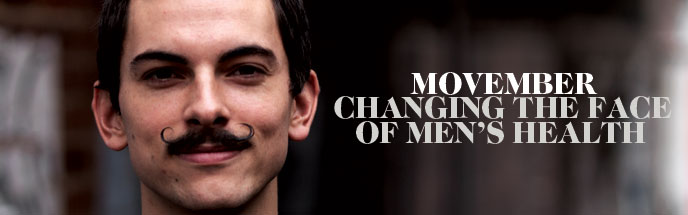 MOVEMBER
CHANGING THE FACE
OF MEN'S HEALTH